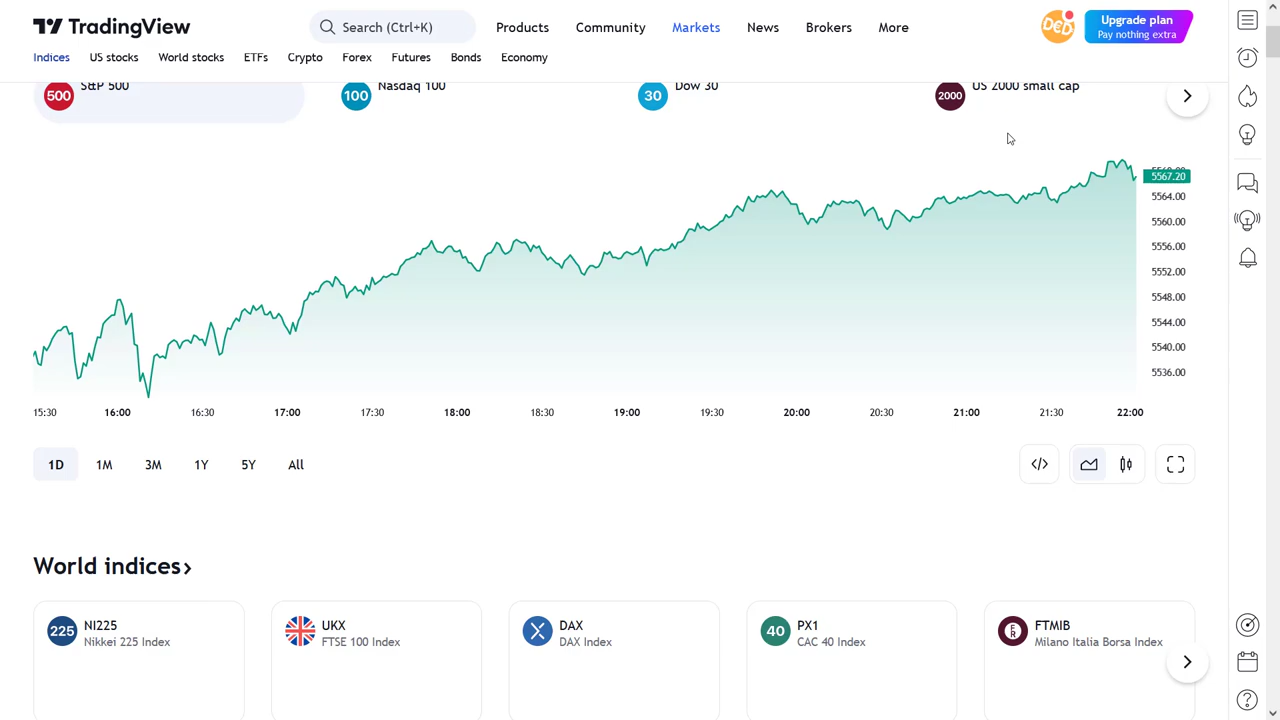 TradingView
Search (Ctrl+K)
Products
Community
Markets
News
Brokers
More
DeD
Upgrade plan
Pay nothing extra
Indices
US stocks
World stocks
ETFs
Crypto
Forex
Futures
Bonds
Economy
500
S&P 500
100
Nasdaq 100
30
Dow 30
2000
US 2000 small cap
5567.20
5564.00
5560.00
5556.00
5552.00
5548.00
5544.00
5540.00
5536.00
15:30
16:00
16:30
17:00
17:30
18:00
18:30
19:00
19:30
20:00
20:30
21:00
21:30
22:00
1D
1M
3M
1Y
5Y
All
World indices
225
NI225
Nikkei 225 Index
UKX
FTSE 100 Index
DAX
DAX Index
40
PX1
CAC 40 Index
FTMIB
Milano Italia Borsa Index